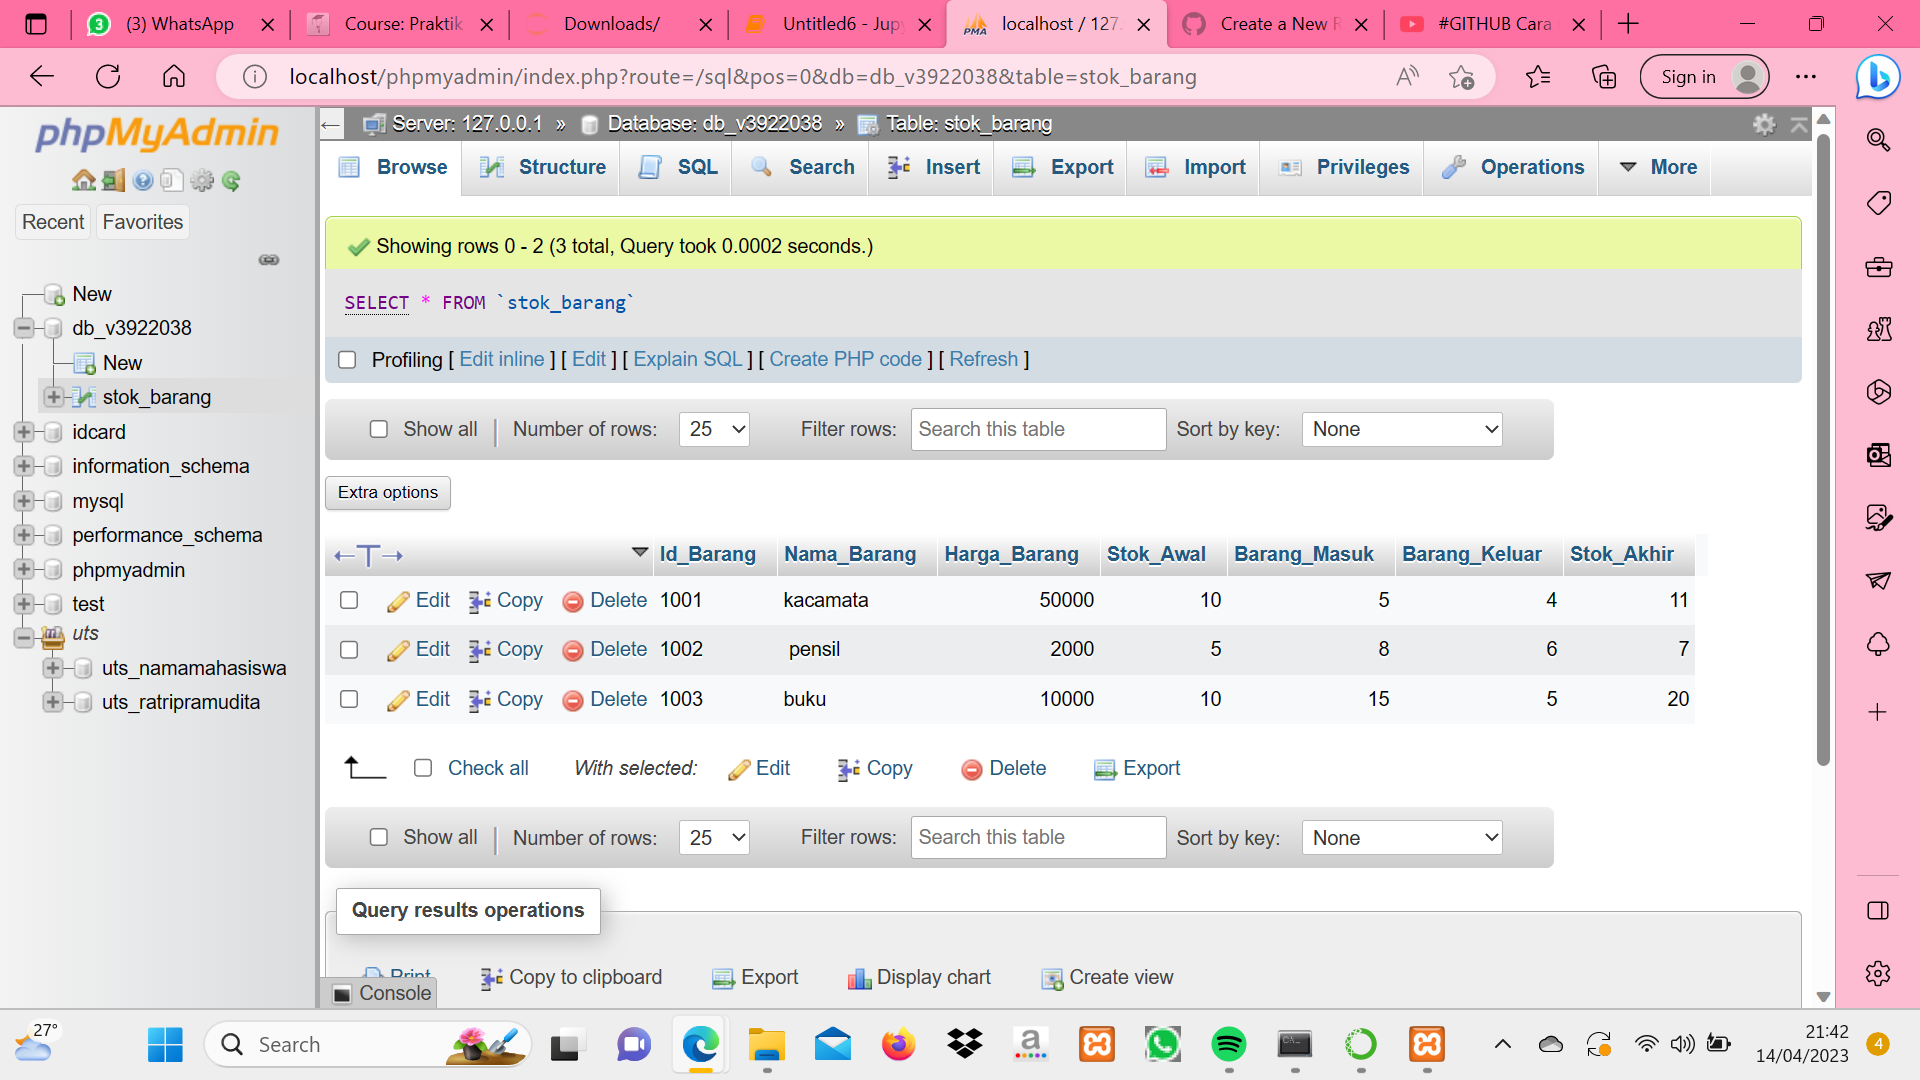 (3) WhatsApp
Course: Praktik
Downloads/
Untitled6 - Jup
localhost / 127.
Create a New R
#GITHUB Cara
localhost/phpmyadmin/index.php?route=/sql&pos=0&db=db_v3922038&table=stok_barang
Sign in
phpMyAdmin
Recent
Favorites
New
db_v3922038
New
stok_barang
idcard
information_schema
mysql
performance_schema
phpmyadmin
test
uts
uts_namamahasiswa
uts_ratripramudita
Server: 127.0.0.1 » Database: db_v3922038 » Table: stok_barang
Browse Structure SQL Search Insert Export Import Privileges Operations More
Showing rows 0 - 2 (3 total, Query took 0.0002 seconds.)
SELECT * FROM `stok_barang`
Profiling [ Edit inline ] [ Edit ] [ Explain SQL ] [ Create PHP code ] [ Refresh ]
Show all Number of rows: 25 Filter rows: Search this table Sort by key: None
Extra options
Id_Barang Nama_Barang Harga_Barang Stok_Awal Barang_Masuk Barang_Keluar Stok_Akhir
Edit Copy Delete 1001 kacamata 50000 10 5 4 11
Edit Copy Delete 1002 pensil 2000 5 8 6 7
Edit Copy Delete 1003 buku 10000 10 15 5 20
Check all With selected: Edit Copy Delete Export
Show all Number of rows: 25 Filter rows: Search this table Sort by key: None
Query results operations
Print Copy to clipboard Export Display chart Create view
Console
27°
Search
21:42
14/04/2023
4